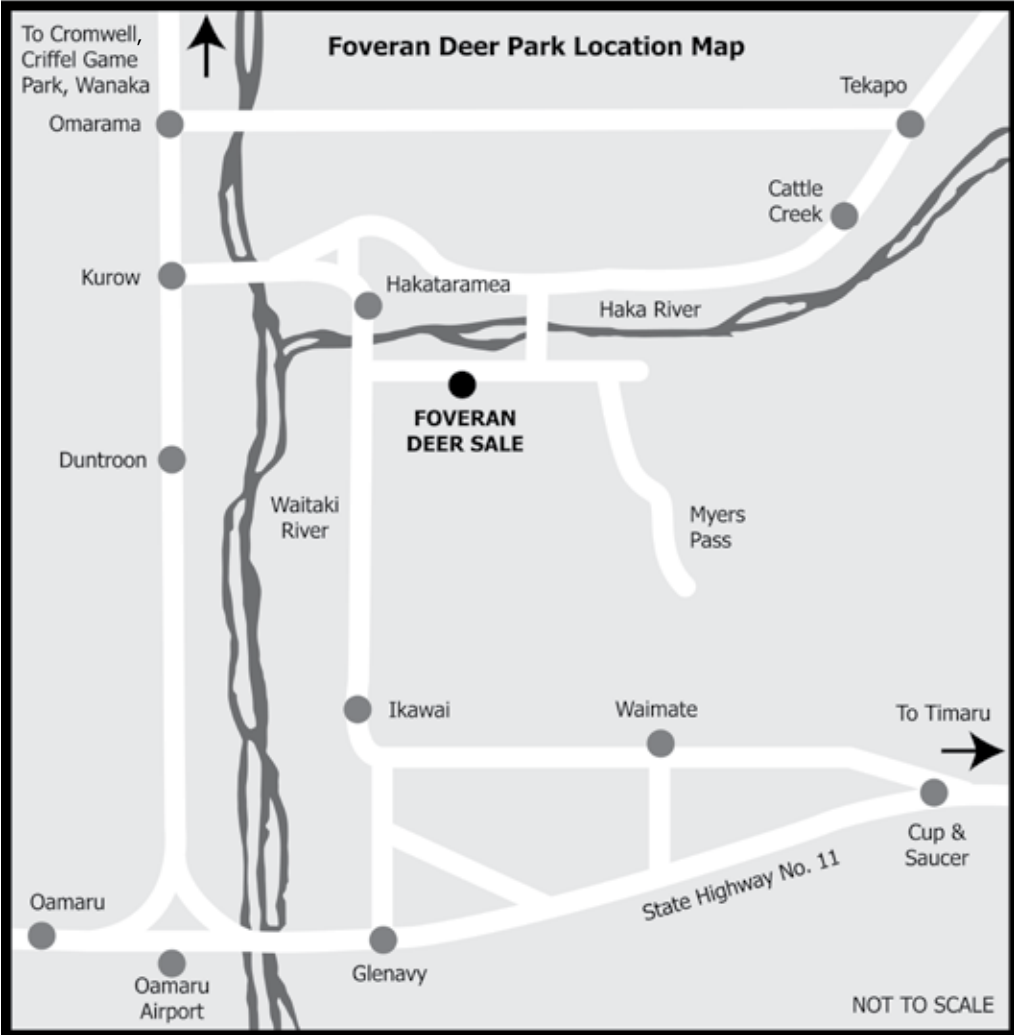 To Cromwell,
Criffel Game
Park, Wanaka
Foveran Deer Park Location Map
Tekapo
Omarama
Cattle
Creek
Kurow
Hakataramea
Haka River
FOVERAN
DEER SALE
Duntroon
Waitaki
River
Myers
Pass
Ikawai
Waimate
To Timaru
Cup &
Saucer
State Highway No. 11
Oamaru
Glenavy
Oamaru
Airport
NOT TO SCALE